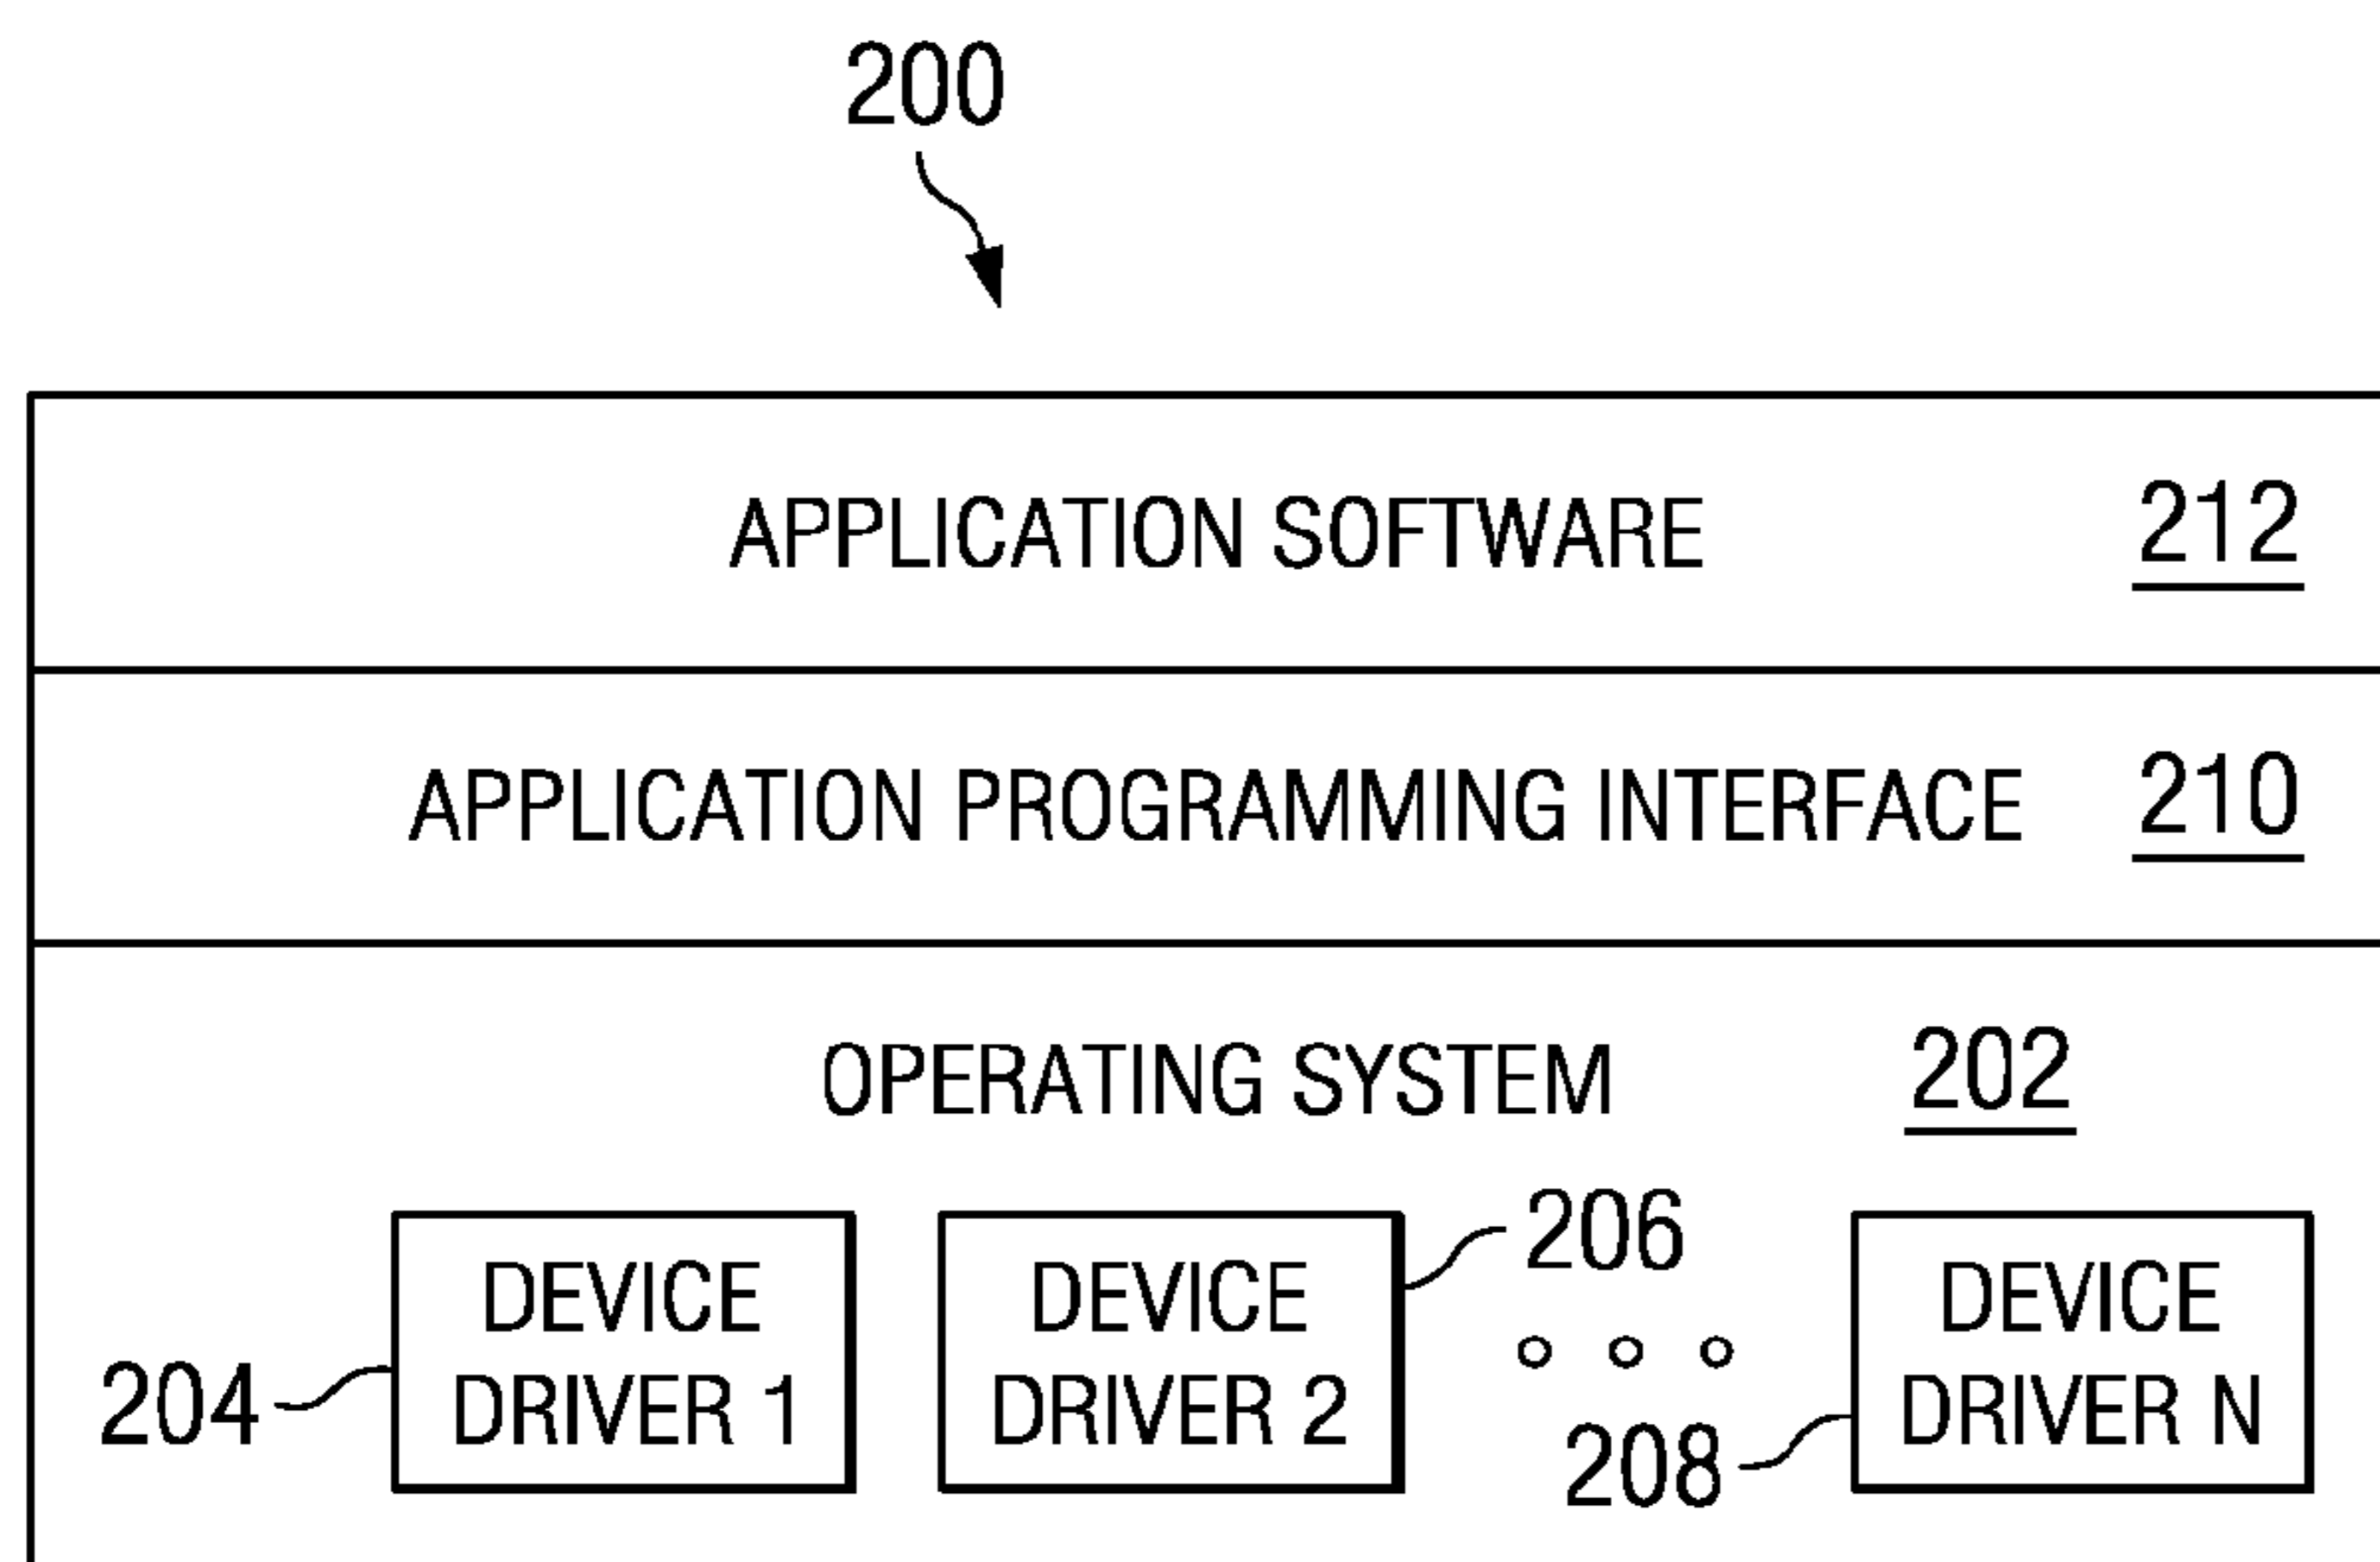 200
APPLICATION SOFTWARE 212
APPLICATION PROGRAMMING INTERFACE 210
OPERATING SYSTEM 202
206
DEVICE
DRIVER 1
DEVICE
DRIVER 2
DEVICE
DRIVER N
204
208